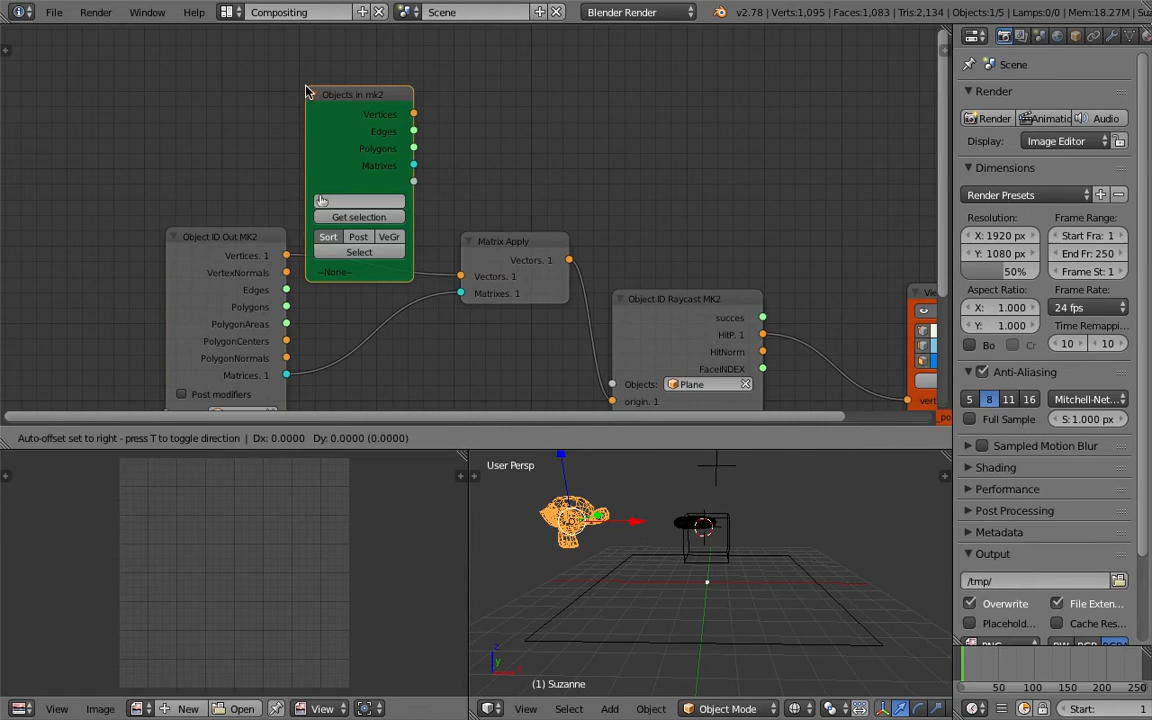 File Render Window Help Compositing Scene Blender Render v2.78 | Verts:1,095 | Faces:1,083 | Tris:2,134 | Objects:1/5 | Lamps:0/0 | Mem:18.27M |
Objects in mk2
Vertices
Edges
Polygons
Matrixes
Get selection
Sort Post VeGr
Select
--None--
Object ID Out MK2
Vertices. 1
VertexNormals
Edges
Polygons
PolygonAreas
PolygonCenters
PolygonNormals
Matrices. 1
Post modifiers
Matrix Apply
Vectors. 1
Vectors. 1
Matrixes. 1
Object ID Raycast MK2
succes
HitP. 1
HitNorm
FaceINDEX
Objects: Plane
origin. 1
vert
Auto-offset set to right - press T to toggle direction | Dx: 0.0000 Dy: 0.0000 (0.0000)
User Persp
z
y
(1) Suzanne
View Image New Open View
View Select Add Object Object Mode
Scene
Render
Render Animatic Audio
Display: Image Editor
Dimensions
Render Presets
Resolution: Frame Range:
X: 1920 px Start Fra: 1
Y: 1080 px End Fr: 250
50% Frame St: 1
Aspect Ratio: Frame Rate:
X: 1.000 24 fps
Y: 1.000 Time Remappi...
Bo Cr 10 10
Anti-Aliasing
5 8 11 16 Mitchell-Net...
Full Sample S: 1.000 px
Sampled Motion Blur
Shading
Performance
Post Processing
Metadata
Output
/tmp/
Overwrite File Exten...
Placehold... Cache Res...
50 100 150 200 250
Start: 1